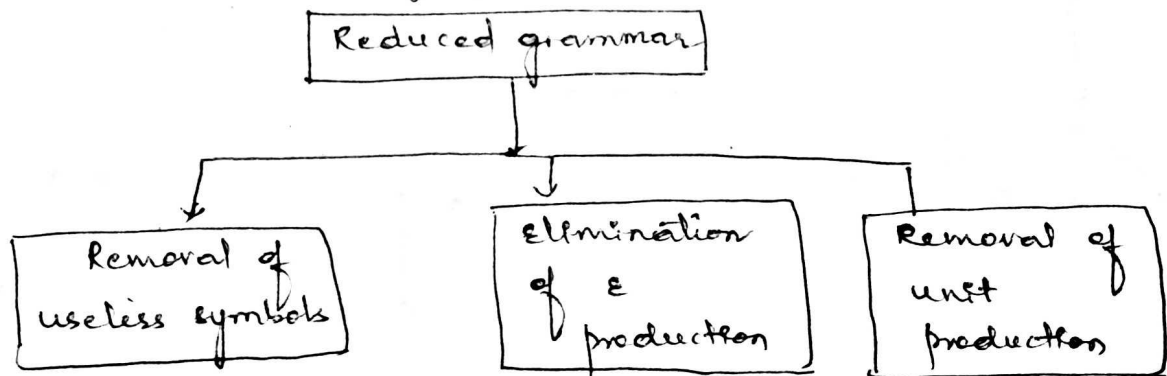 Reduced grammar
Removal of
useless symbols
Elimination
of ε
production
Removal of
unit
production